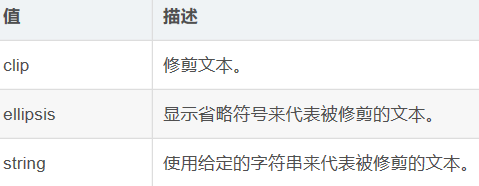 值 描述
clip 修剪文本。
ellipsis 显示省略符号来代表被修剪的文本。
string 使用给定的字符串来代表被修剪的文本。